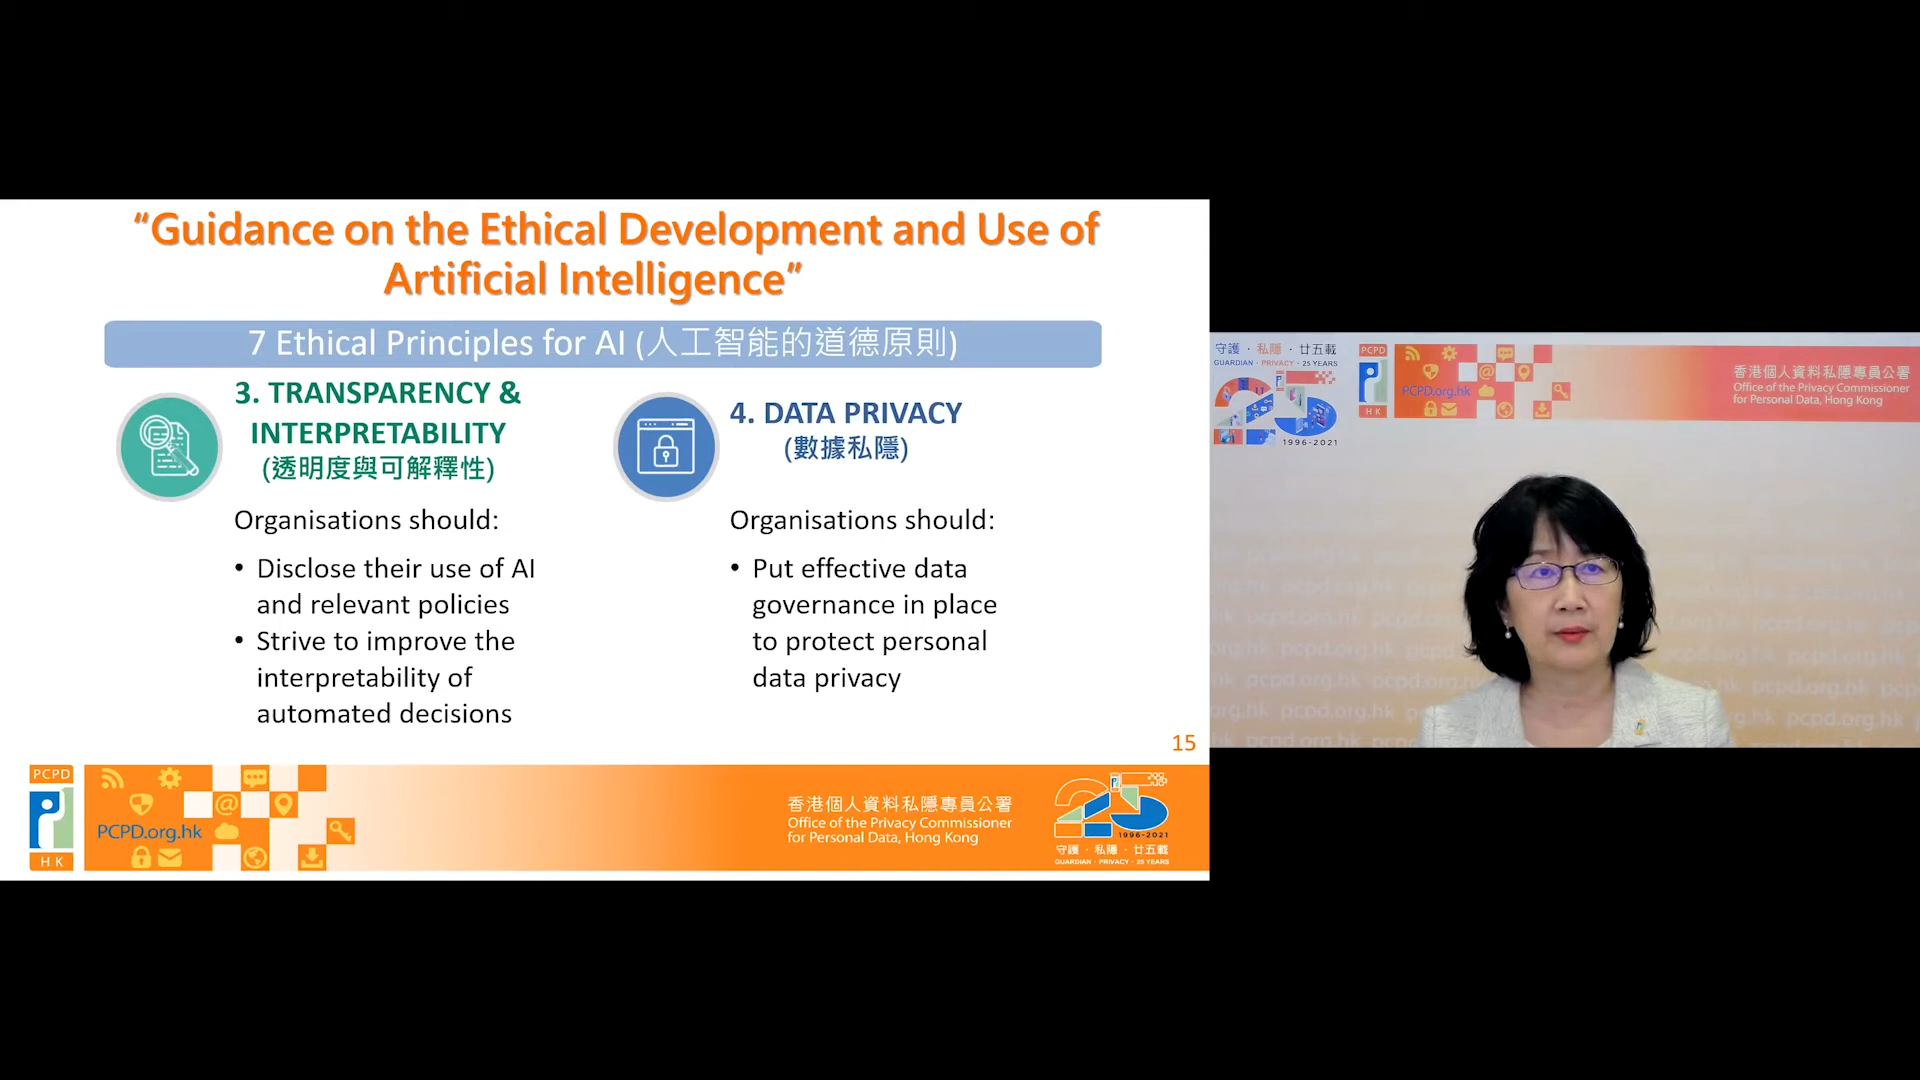 “Guidance on the Ethical Development and Use of
Artificial Intelligence”
7 Ethical Principles for AI (人工智能的道德原則)
3. TRANSPARENCY &
INTERPRETABILITY
(透明度與可解釋性)
Organisations should:
• Disclose their use of AI
and relevant policies
• Strive to improve the
interpretability of
automated decisions
4. DATA PRIVACY
(數據私隱)
Organisations should:
• Put effective data
governance in place
to protect personal
data privacy
15
PCPD
HK
PCPD.org.hk
香港個人資料私隱專員公署
Office of the Privacy Commissioner
for Personal Data, Hong Kong
25
1996-2021
守護・私隱・廿五載
GUARDIAN・PRIVACY・25 YEARS
守護・私隱・廿五載
GUARDIAN・PRIVACY・25 YEARS
1996-2021
PCPD
HK
PCPD.org.hk
香港個人資料私隱專員公署
Office of the Privacy Commissioner
for Personal Data, Hong Kong
pcpd.org.hk pcpd.org.hk